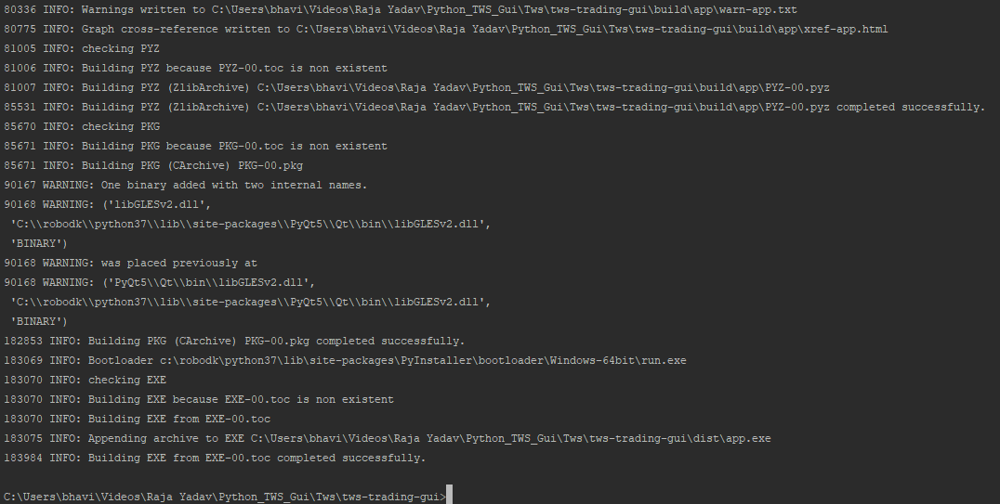 80336 INFO: Warnings written to C:\Users\bhavi\Videos\Raja Yadav\Python_TWS_Gui\Tws\tws-trading-gui\build\app\warn-app.txt
80775 INFO: Graph cross-reference written to C:\Users\bhavi\Videos\Raja Yadav\Python_TWS_Gui\Tws\tws-trading-gui\build\app\xref-app.html
81005 INFO: checking PYZ
81006 INFO: Building PYZ because PYZ-00.toc is non existent
81007 INFO: Building PYZ (ZlibArchive) C:\Users\bhavi\Videos\Raja Yadav\Python_TWS_Gui\Tws\tws-trading-gui\build\app\PYZ-00.pyz
85531 INFO: Building PYZ (ZlibArchive) C:\Users\bhavi\Videos\Raja Yadav\Python_TWS_Gui\Tws\tws-trading-gui\build\app\PYZ-00.pyz completed successfully.
85670 INFO: checking PKG
85671 INFO: Building PKG because PKG-00.toc is non existent
85671 INFO: Building PKG (CArchive) PKG-00.pkg
90167 WARNING: One binary added with two internal names.
90168 WARNING: ('libGLESv2.dll',
 'C:\\robodk\\python37\\lib\\site-packages\\PyQt5\\Qt\\bin\\libGLESv2.dll',
 'BINARY')
90168 WARNING: was placed previously at
90168 WARNING: ('PyQt5\\Qt\\bin\\libGLESv2.dll',
 'C:\\robodk\\python37\\lib\\site-packages\\PyQt5\\Qt\\bin\\libGLESv2.dll',
 'BINARY')
182853 INFO: Building PKG (CArchive) PKG-00.pkg completed successfully.
183069 INFO: Bootloader c:\robodk\python37\lib\site-packages\PyInstaller\bootloader\Windows-64bit\run.exe
183070 INFO: checking EXE
183070 INFO: Building EXE because EXE-00.toc is non existent
183070 INFO: Building EXE from EXE-00.toc
183075 INFO: Appending archive to EXE C:\Users\bhavi\Videos\Raja Yadav\Python_TWS_Gui\Tws\tws-trading-gui\dist\app.exe
183984 INFO: Building EXE from EXE-00.toc completed successfully.
C:\Users\bhavi\Videos\Raja Yadav\Python_TWS_Gui\Tws\tws-trading-gui>